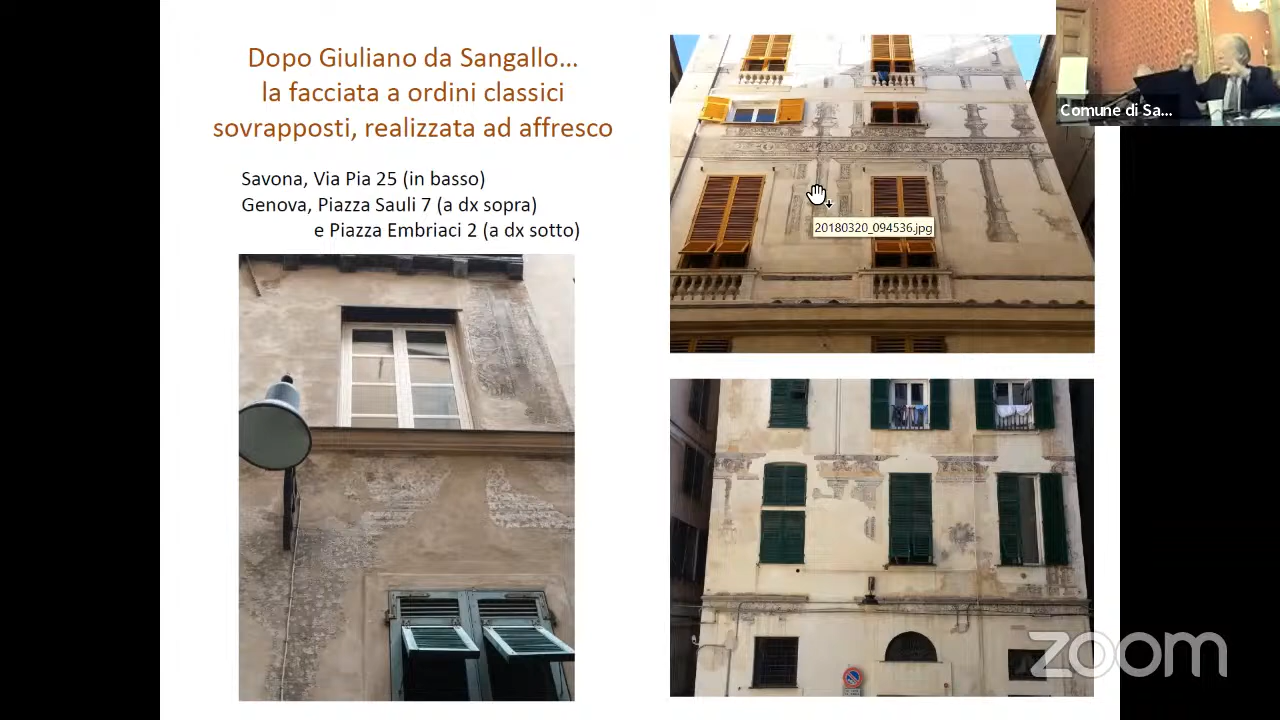 Dopo Giuliano da Sangallo...
la facciata a ordini classici
sovrapposti, realizzata ad affresco
Savona, Via Pia 25 (in basso)
Genova, Piazza Sauli 7 (a dx sopra)
e Piazza Embriaci 2 (a dx sotto)
20180320_094536.jpg
Comune di Sa...
zoom